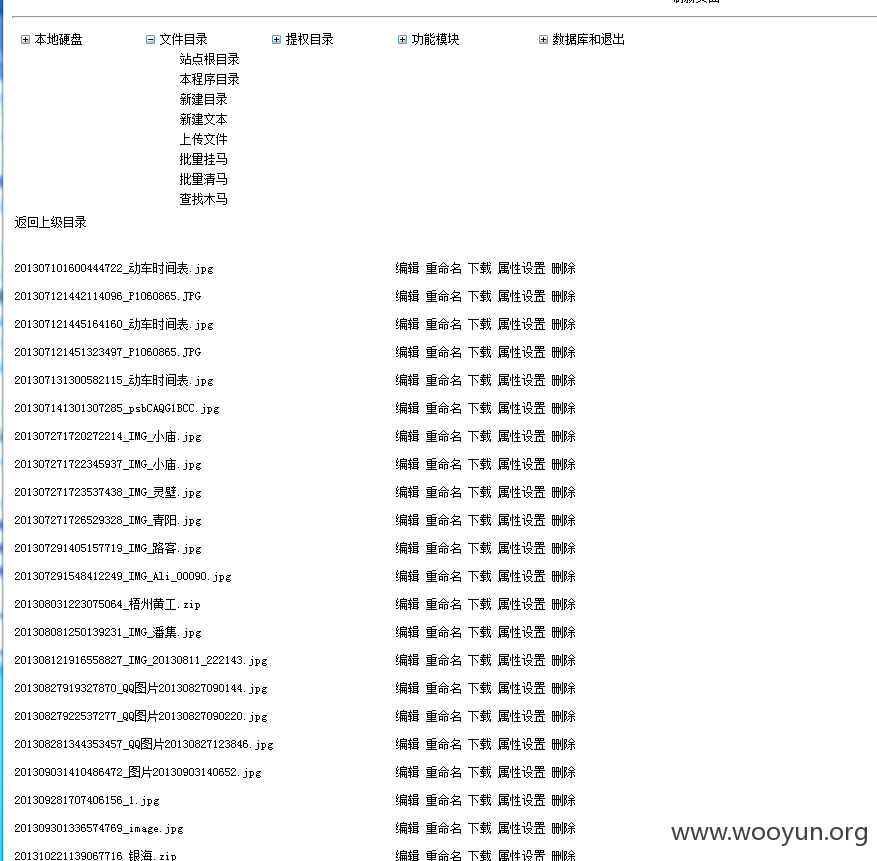 本地硬盘 文件目录 提权目录 功能模块 数据库和退出
站点根目录
本程序目录
新建目录
新建文本
上传文件
批量挂马
批量清马
查找木马
返回上级目录
201307101600444722_动车时间表.jpg 编辑 重命名 下载 属性设置 删除
201307121442114096_P1060865.JPG 编辑 重命名 下载 属性设置 删除
201307121445164160_动车时间表.jpg 编辑 重命名 下载 属性设置 删除
201307121451323497_P1060865.JPG 编辑 重命名 下载 属性设置 删除
201307131300582115_动车时间表.jpg 编辑 重命名 下载 属性设置 删除
201307141301307285_psbCAQG1BCC.jpg 编辑 重命名 下载 属性设置 删除
201307271720272214_IMG_小庙.jpg 编辑 重命名 下载 属性设置 删除
201307271722345937_IMG_小庙.jpg 编辑 重命名 下载 属性设置 删除
201307271723537438_IMG_灵壁.jpg 编辑 重命名 下载 属性设置 删除
201307271726529328_IMG_青阳.jpg 编辑 重命名 下载 属性设置 删除
201307291405157719_IMG_路客.jpg 编辑 重命名 下载 属性设置 删除
201307291548412249_IMG_Ali_00090.jpg 编辑 重命名 下载 属性设置 删除
201308031223075064_梧州黄工.zip 编辑 重命名 下载 属性设置 删除
201308081250139231_IMG_潘集.jpg 编辑 重命名 下载 属性设置 删除
201308121916558827_IMG_20130811_222143.jpg 编辑 重命名 下载 属性设置 删除
20130827919327870_QQ图片20130827090144.jpg 编辑 重命名 下载 属性设置 删除
20130827922537277_QQ图片20130827090220.jpg 编辑 重命名 下载 属性设置 删除
201308281344353457_QQ图片20130827123846.jpg 编辑 重命名 下载 属性设置 删除
201309031410486472_图片20130903140652.jpg 编辑 重命名 下载 属性设置 删除
201309281707406156_1.jpg 编辑 重命名 下载 属性设置 删除
201309301336574769_image.jpg 编辑 重命名 下载 属性设置 删除
www.wooyun.org
201310221139067716_银海.zip 编辑 重命名 下载 属性设置 删除